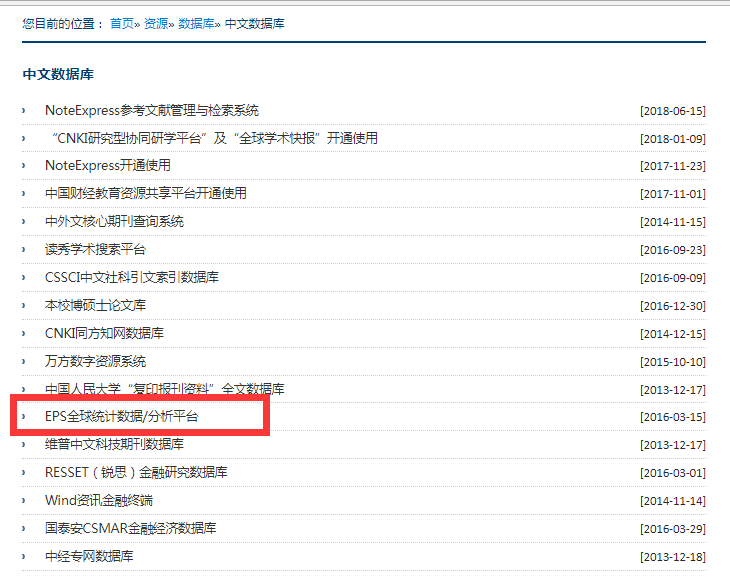 您目前的位置： 首页» 资源» 数据库» 中文数据库
中文数据库
› NoteExpress参考文献管理与检索系统 [2018-06-15]
› “CNKI研究型协同研学平台”及“全球学术快报”开通使用 [2018-01-09]
› NoteExpress开通使用 [2017-11-23]
› 中国财经教育资源共享平台开通使用 [2017-11-01]
› 中外文核心期刊查询系统 [2014-11-15]
› 读秀学术搜索平台 [2016-09-23]
› CSSCI中文社科引文索引数据库 [2016-09-09]
› 本校博硕士论文库 [2016-12-30]
› CNKI同方知网数据库 [2014-12-15]
› 万方数字资源系统 [2015-10-10]
› 中国人民大学“复印报刊资料”全文数据库 [2013-12-17]
› EPS全球统计数据/分析平台 [2016-03-15]
› 维普中文科技期刊数据库 [2013-12-17]
› RESSET（锐思）金融研究数据库 [2016-03-01]
› Wind资讯金融终端 [2014-11-14]
› 国泰安CSMAR金融经济数据库 [2016-03-29]
› 中经专网数据库 [2013-12-18]